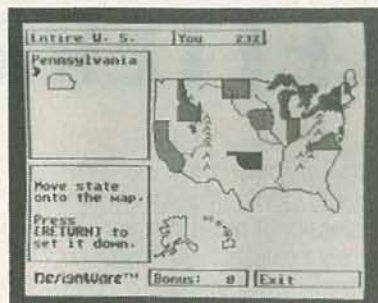 Entire U. S.
You 232
Pennsylvania
Move state
onto the map.
Press
[RETURN] to
set it down.
DesignWare™
Bonus: 0
Exit